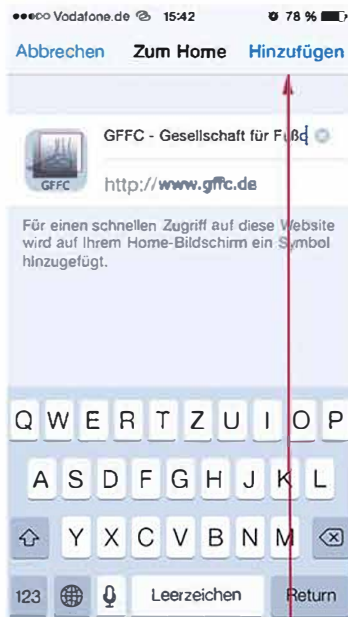 Vodafone.de 15:42 78 %
Abbrechen Zum Home Hinzufügen
GFFC - Gesellschaft für Fußc
GFFC
http://www.gffc.de
Für einen schnellen Zugriff auf diese Website
wird auf Ihrem Home-Bildschirm ein Symbol
hinzugefügt.
Q W E R T Z U I O P
A S D F G H J K L
Y X C V B N M
123 Leerzeichen Return